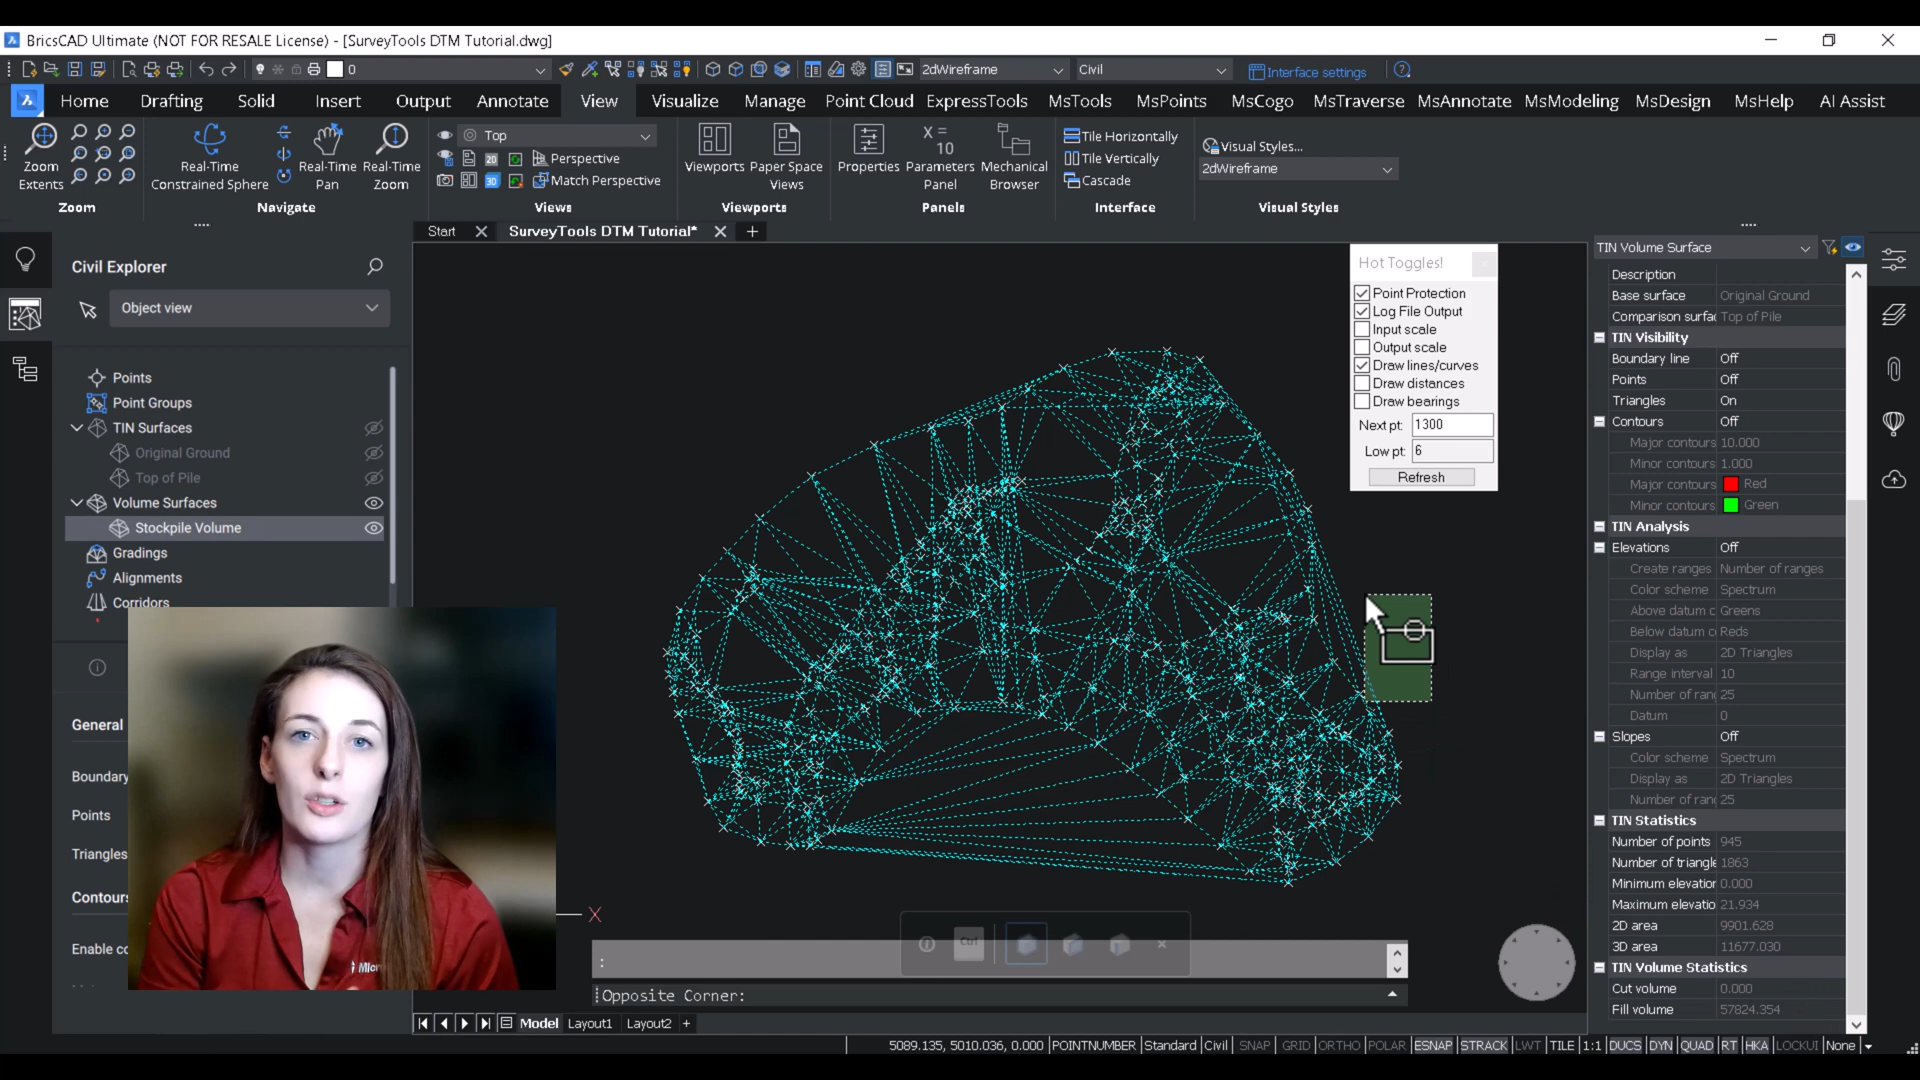 BricsCAD Ultimate (NOT FOR RESALE License) - [SurveyTools DTM Tutorial.dwg]
0
2dWireframe
Civil
Interface settings
Home Drafting Solid Insert Output Annotate View Visualize Manage Point Cloud ExpressTools MsTools MsPoints MsCogo MsTraverse MsAnnotate MsModeling MsDesign MsHelp AI Assist
Zoom
Extents
Zoom
Real-Time
Constrained Sphere
Real-Time
Pan
Real-Time
Zoom
Navigate
Top
Perspective
Match Perspective
Views
Viewports
Paper Space
Views
Viewports
Properties
Parameters
Panel
Mechanical
Browser
Panels
Tile Horizontally
Tile Vertically
Cascade
Interface
Visual Styles...
2dWireframe
Visual Styles
Start
SurveyTools DTM Tutorial*
Civil Explorer
Object view
Points
Point Groups
TIN Surfaces
Original Ground
Top of Pile
Volume Surfaces
Stockpile Volume
Gradings
Alignments
Corridors
General
Boundary
Points
Triangles
Contours
Enable co
Hot Toggles!
Point Protection
Log File Output
Input scale
Output scale
Draw lines/curves
Draw distances
Draw bearings
Next pt: 1300
Low pt: 6
Refresh
TIN Volume Surface
Description
Base surface Original Ground
Comparison surfac Top of Pile
TIN Visibility
Boundary line Off
Points Off
Triangles On
Contours Off
Major contours 10.000
Minor contours 1.000
Major contours Red
Minor contours Green
TIN Analysis
Elevations Off
Create ranges Number of ranges
Color scheme Spectrum
Above datum c Greens
Below datum c Reds
Display as 2D Triangles
Range interval 10
Number of ran 25
Datum 0
Slopes Off
Color scheme Spectrum
Display as 2D Triangles
Number of ran 25
TIN Statistics
Number of points 945
Number of triangle 1863
Minimum elevation 0.000
Maximum elevatio 21.934
2D area 9901.628
3D area 11677.030
TIN Volume Statistics
Cut volume 0.000
Fill volume 57824.354
X
Ctrl
:
Opposite Corner:
Model Layout1 Layout2 +
5089.135, 5010.036, 0.000 POINTNUMBER Standard Civil SNAP GRID ORTHO POLAR ESNAP STRACK LWT TILE 1:1 DUCS DYN QUAD RT HKA LOCKUI None